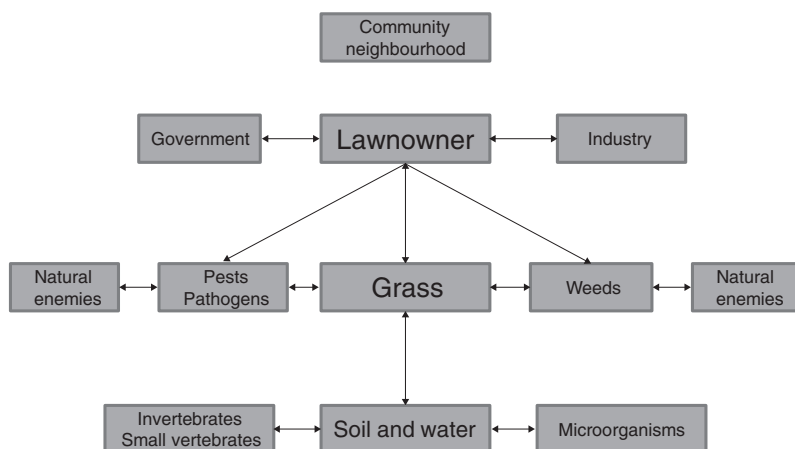 Community
neighbourhood
Government
Lawnowner
Industry
Natural
enemies
Pests
Pathogens
Grass
Weeds
Natural
enemies
Invertebrates
Small vertebrates
Soil and water
Microorganisms